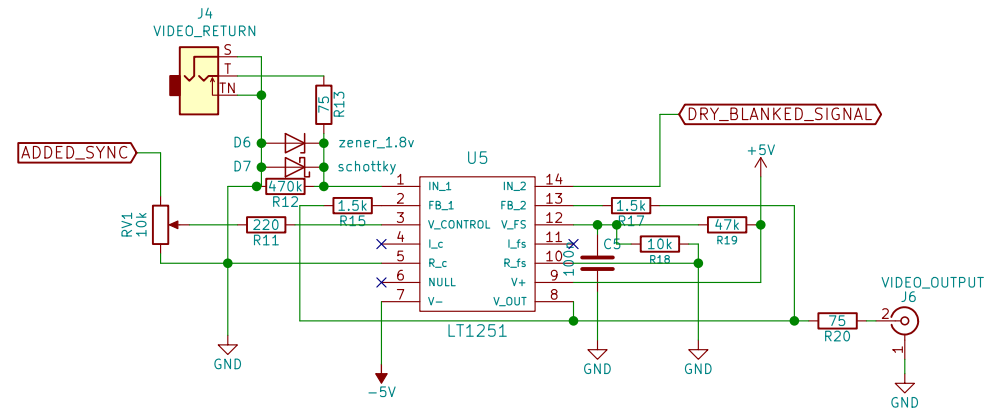 J4
VIDEO_RETURN
S
T
TN
75
R13
DRY_BLANKED_SIGNAL
D6
zener_1.8v
ADDED_SYNC
D7
schottky
U5
+5V
470k
R12
1
IN_1
IN_2
14
1.5k
R15
2
FB_1
FB_2
13
1.5k
R17
RV1
10k
220
R11
3
V_CONTROL
V_FS
12
47k
R19
4
I_c
I_fs
11
C5
100n
10k
R18
5
R_c
R_fs
10
6
NULL
V+
9
7
V-
V_OUT
8
LT1251
VIDEO_OUTPUT
J6
75
R20
2
1
GND
GND
GND
-5V
GND